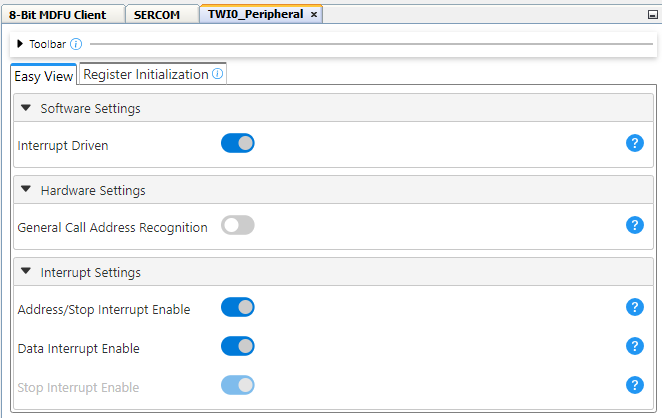 8-Bit MDFU Client SERCOM TWI0_Peripheral ×
Toolbar i
Easy View Register Initialization i
Software Settings
Interrupt Driven ?
Hardware Settings
General Call Address Recognition ?
Interrupt Settings
Address/Stop Interrupt Enable ?
Data Interrupt Enable ?
Stop Interrupt Enable ?